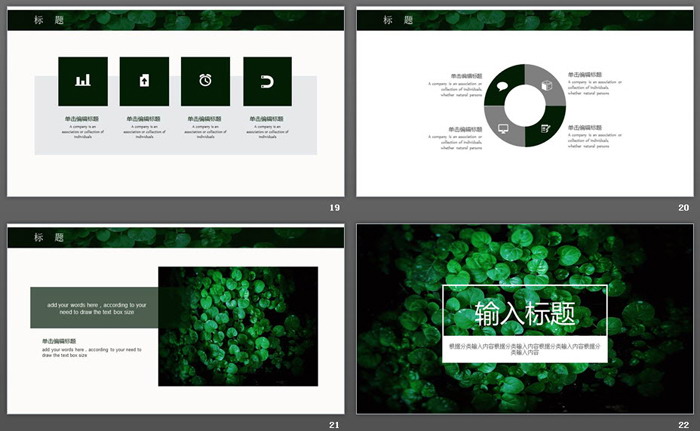 标 题
单击编辑标题
A company is an
association or collection of
individuals
单击编辑标题
A company is an
association or collection of
individuals
单击编辑标题
A company is an
association or collection of
individuals
单击编辑标题
A company is an
association or collection of
individuals
19
标 题
单击编辑标题
A company is an association or
collection of individuals,
whether natural persons
单击编辑标题
A company is an association or
collection of individuals,
whether natural persons
单击编辑标题
A company is an association or
collection of individuals,
whether natural persons
单击编辑标题
A company is an association or
collection of individuals,
whether natural persons
20
标 题
add your words here , according to your
need to draw the text box size
单击编辑标题
add your words here , according to your need to
draw the text box size
21
输入标题
根据分类输入内容根据分类输入内容根据分类输入内容根据分
类输入内容
22